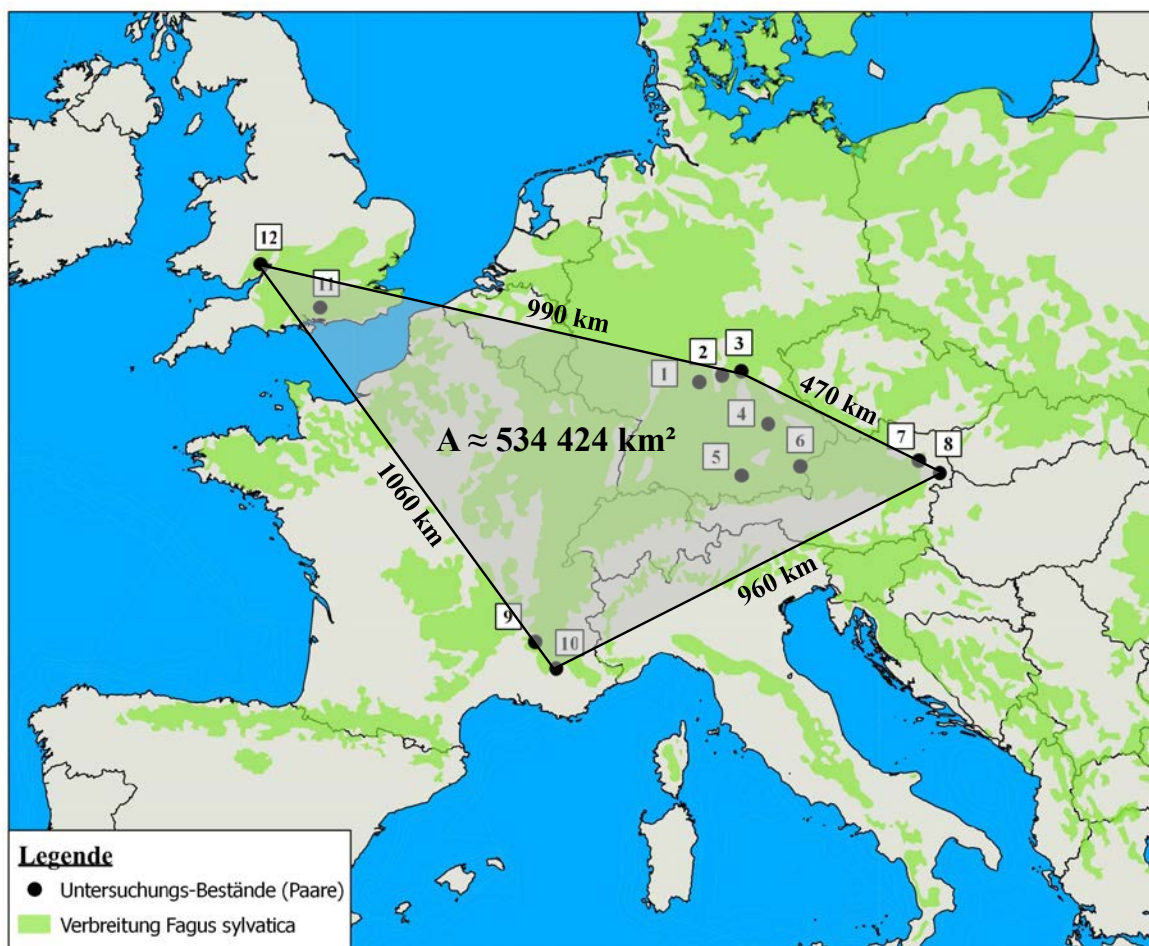 12
11
990 km
2
3
1
470 km
4
A ≈ 534 424 km²
6
7
8
5
1060 km
960 km
9
10
Legende
Untersuchungs-Bestände (Paare)
Verbreitung Fagus sylvatica